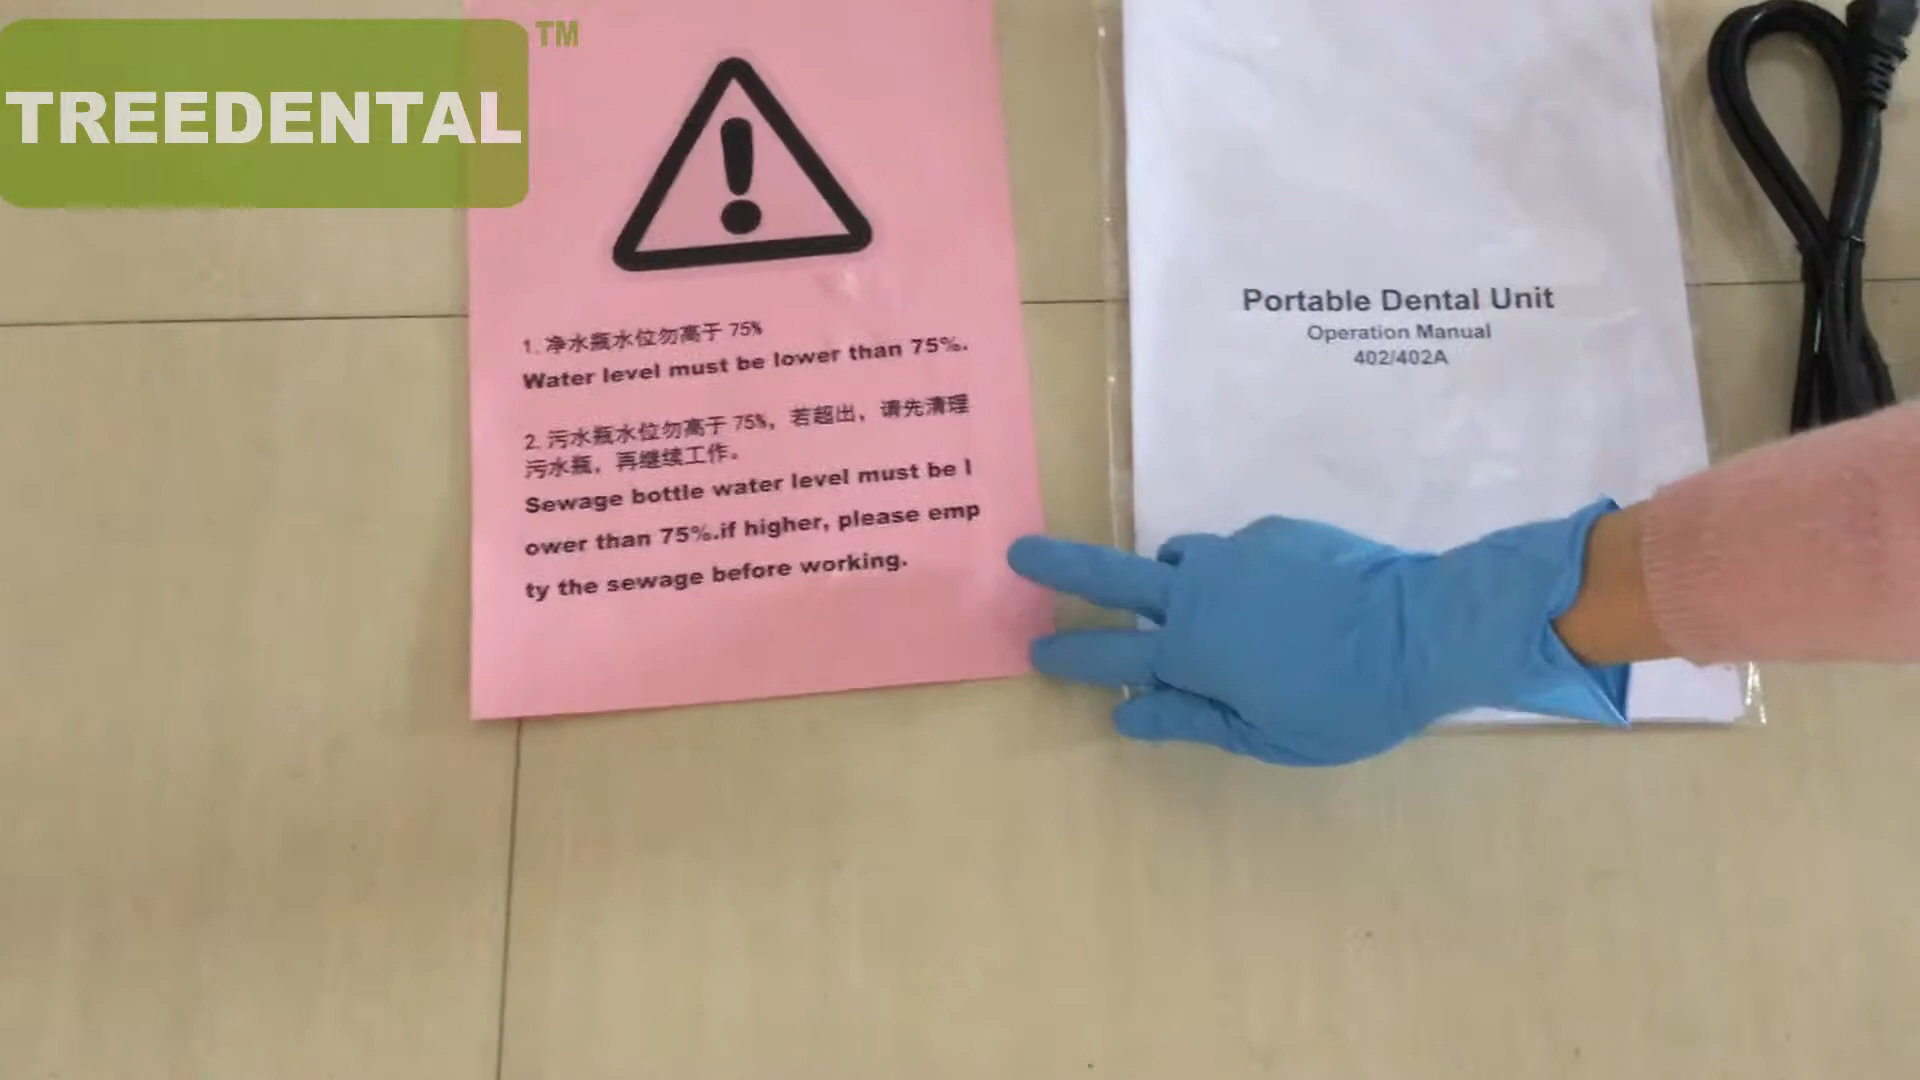 TREEDENTAL TM
1. 净水瓶水位勿高于 75%
Water level must be lower than 75%.
2. 污水瓶水位勿高于 75%，若超出，请先清理
污水瓶，再继续工作。
Sewage bottle water level must be l
ower than 75%.if higher, please emp
ty the sewage before working.
Portable Dental Unit
Operation Manual
402/402A